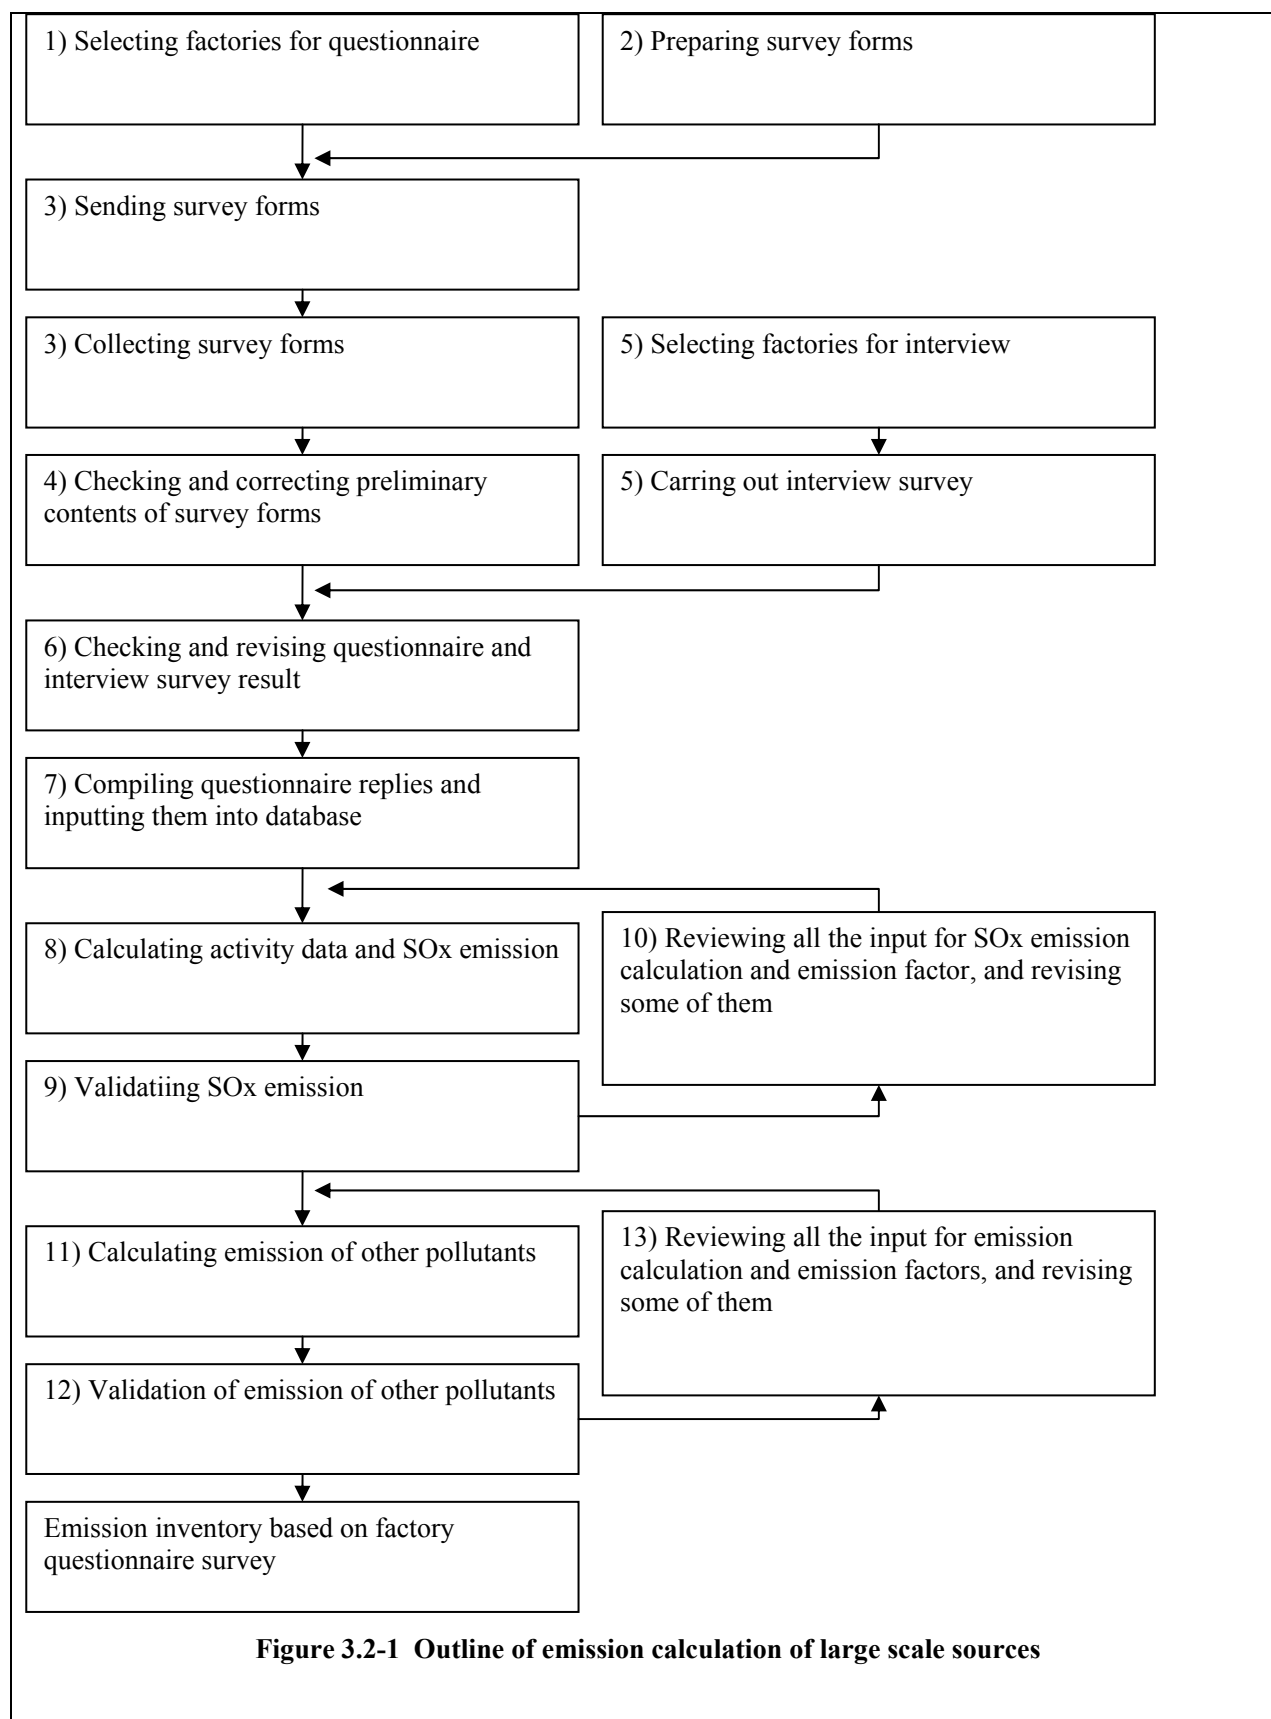 1) Selecting factories for questionnaire
2) Preparing survey forms
3) Sending survey forms
3) Collecting survey forms
5) Selecting factories for interview
4) Checking and correcting preliminary
contents of survey forms
5) Carring out interview survey
6) Checking and revising questionnaire and
interview survey result
7) Compiling questionnaire replies and
inputting them into database
8) Calculating activity data and SOx emission
10) Reviewing all the input for SOx emission
calculation and emission factor, and revising
some of them
9) Validatiing SOx emission
11) Calculating emission of other pollutants
13) Reviewing all the input for emission
calculation and emission factors, and revising
some of them
12) Validation of emission of other pollutants
Emission inventory based on factory
questionnaire survey
Figure 3.2-1  Outline of emission calculation of large scale sources